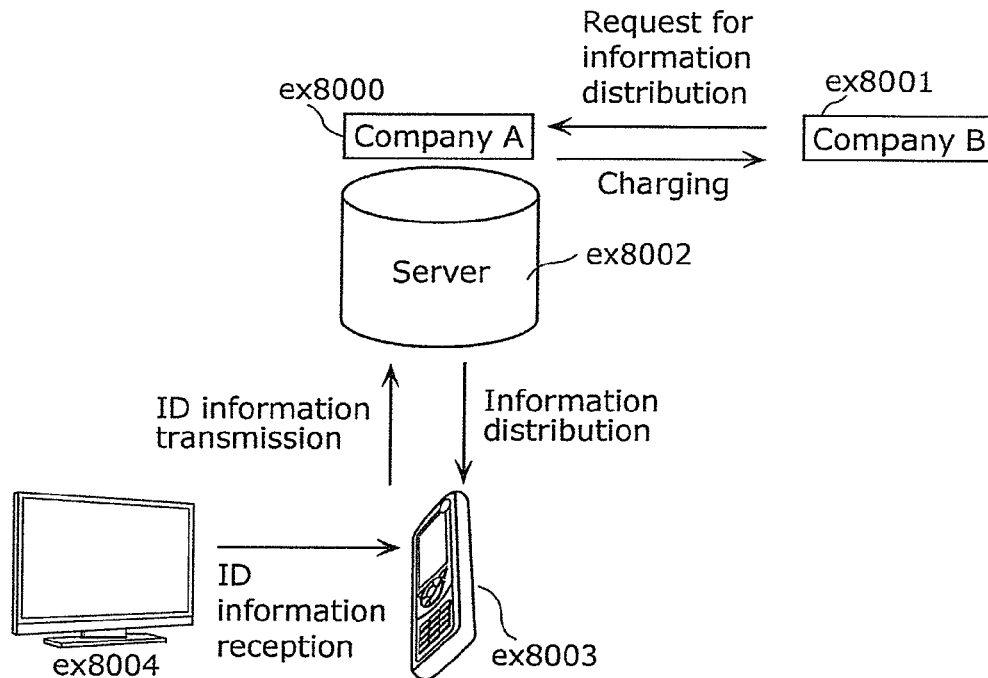 Request for
information
distribution
ex8000
ex8001
Company A
Company B
Charging
Server
ex8002
ID information
transmission
Information
distribution
ID
information
reception
ex8004
ex8003